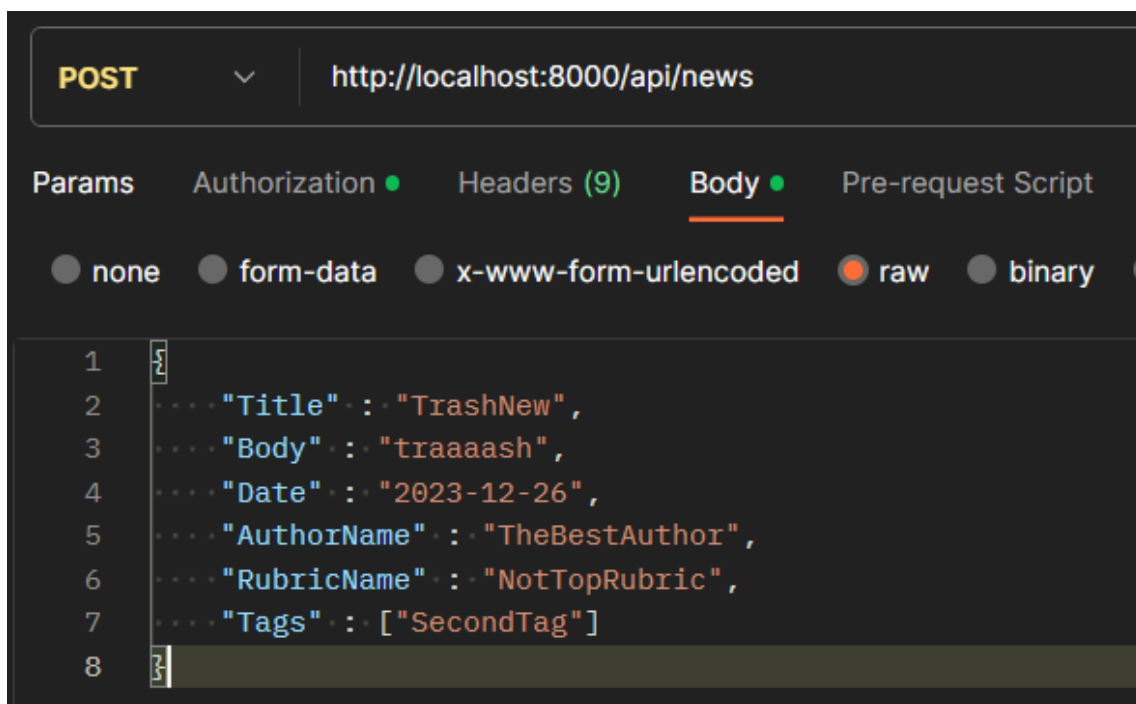 POST http://localhost:8000/api/news
Params Authorization Headers (9) Body Pre-request Script
none form-data x-www-form-urlencoded raw binary
1 {
2 "Title" : "TrashNew",
3 "Body" : "traaaash",
4 "Date" : "2023-12-26",
5 "AuthorName" : "TheBestAuthor",
6 "RubricName" : "NotTopRubric",
7 "Tags" : ["SecondTag"]
8 }